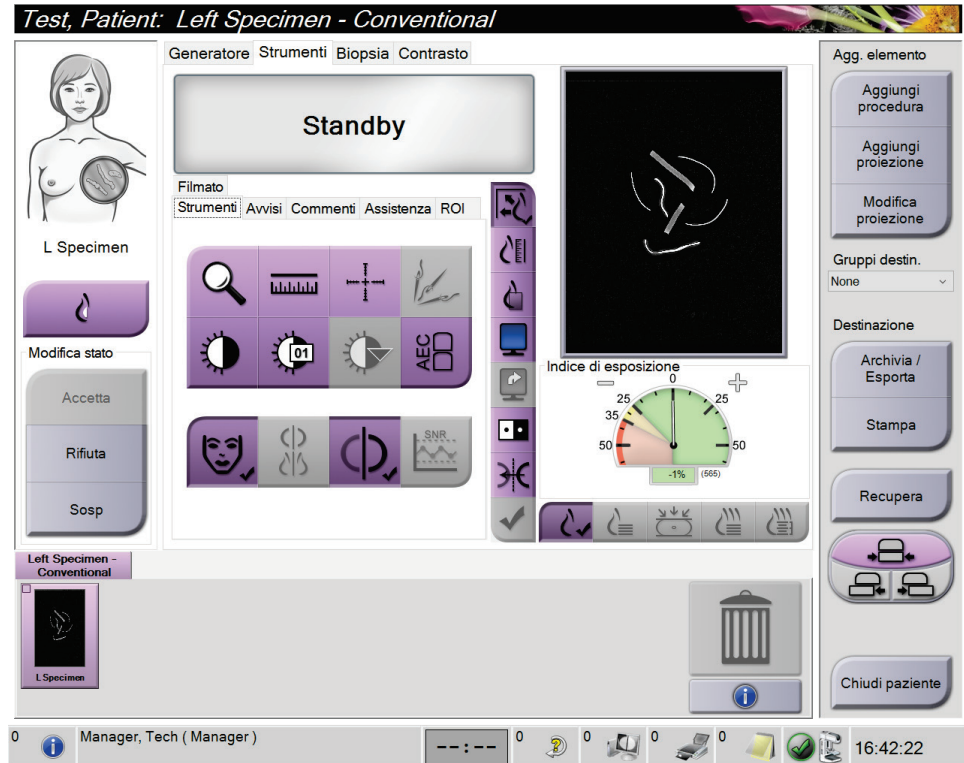 Test, Patient: Left Specimen - Conventional
Generatore Strumenti Biopsia Contrasto
Standby
Filmato
Strumenti Avvisi Commenti Assistenza ROI
L Specimen
Modifica stato
Accetta
Rifiuta
Sosp
01
AEC
SNR
Indice di esposizione
0
25 25
35
50 50
-1% (565)
Agg. elemento
Aggiungi
procedura
Aggiungi
proiezione
Modifica
proiezione
Gruppi destin.
None
Destinazione
Archivia /
Esporta
Stampa
Recupera
Chiudi paziente
Left Specimen -
Conventional
L Specimen
0 Manager, Tech ( Manager ) --:-- 0 0 0 0 16:42:22